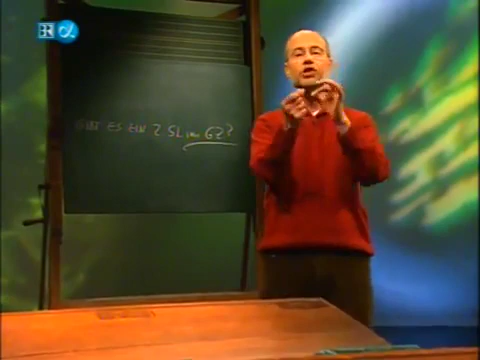 BR α
GIBT ES EIN 2. SL im GZ?